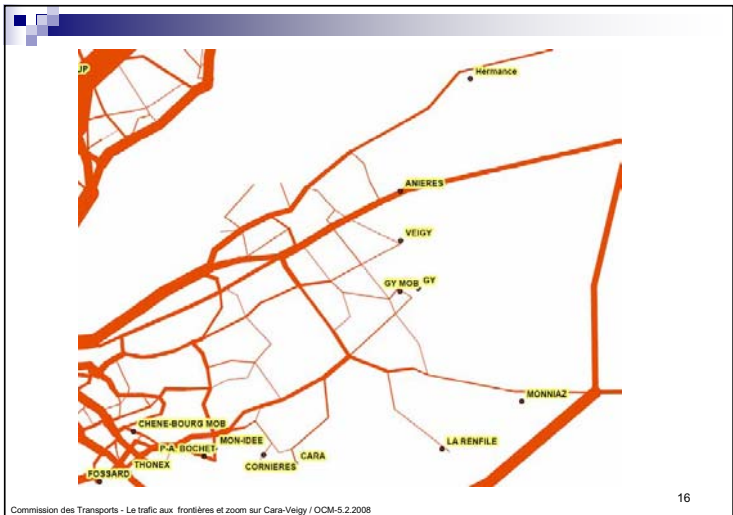 UP
Hermance
ANIERES
VEIGY
GY MOB GY
MONNIAZ
CHENE-BOURG MOB
MON-IDEE
P-A BOCHET
LA RENFILE
CARA
THONEX
CORNIERES
FOSSARD
16
Commission des Transports - Le trafic aux frontières et zoom sur Cara-Veigy / OCM-5.2.2008